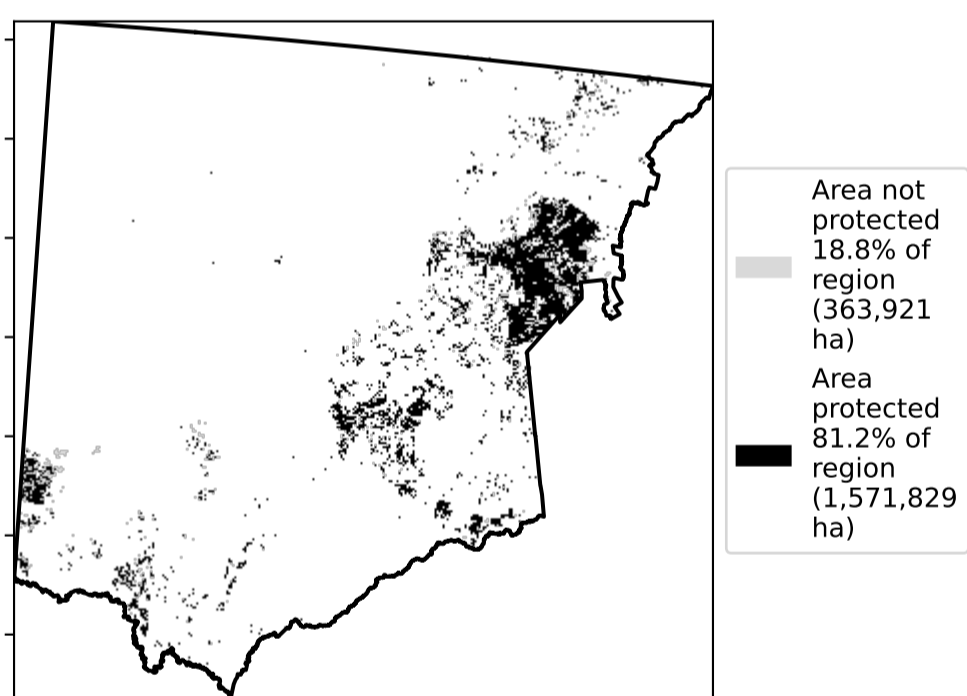 Area not
protected
18.8% of
region
(363,921
ha)
Area
protected
81.2% of
region
(1,571,829
ha)